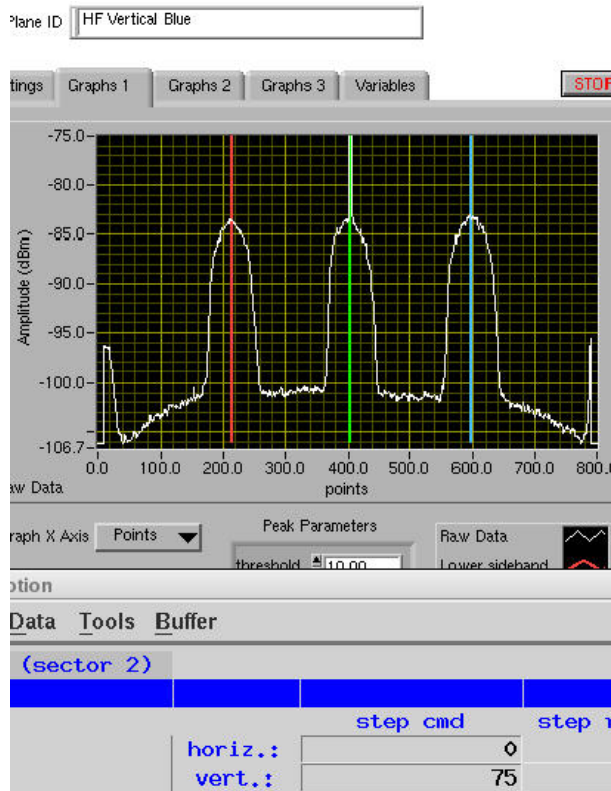 Plane ID HF Vertical Blue
tings Graphs 1 Graphs 2 Graphs 3 Variables STOP
-75.0
-80.0
-85.0
-90.0
-95.0
-100.0
-106.7
Amplitude (dBm)
0.0 100.0 200.0 300.0 400.0 500.0 600.0 700.0 800.
points
aw Data
raph X Axis Points
Peak Parameters
threshold 10.00
Raw Data
Lower sideband
otion
Data Tools Buffer
(sector 2)
step cmd step r
horiz.: 0
vert.: 75